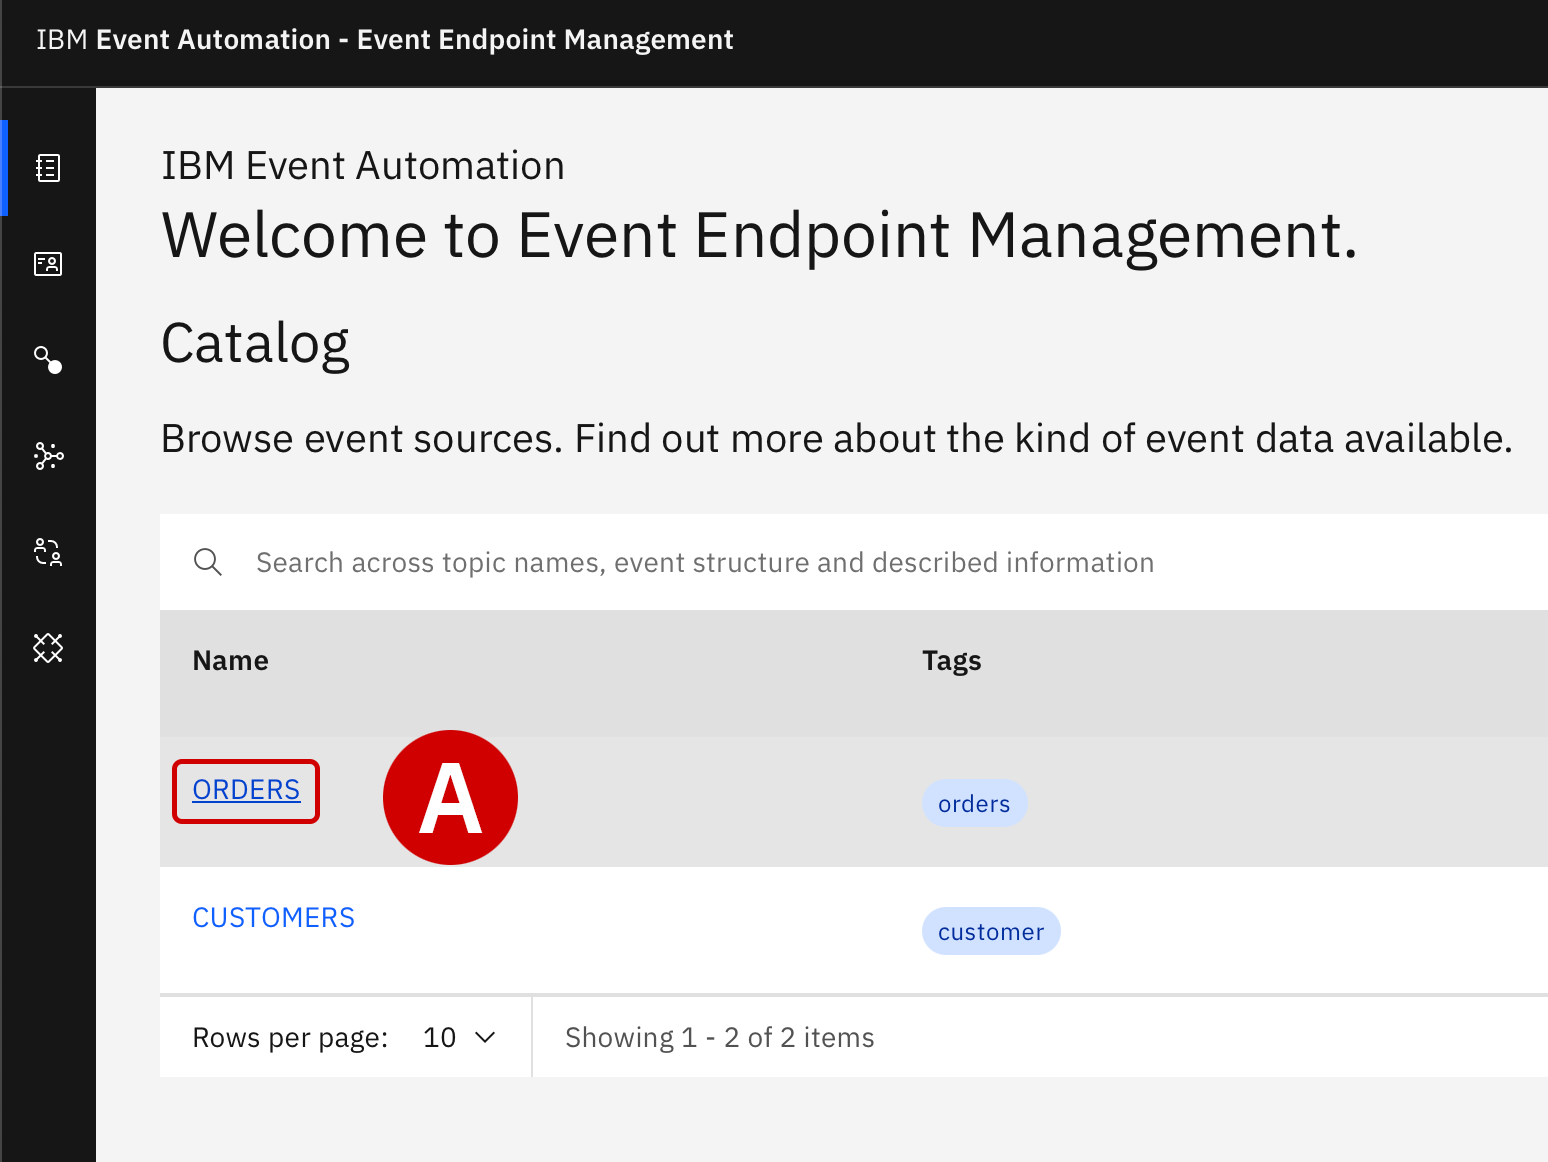 IBM Event Automation - Event Endpoint Management
IBM Event Automation
Welcome to Event Endpoint Management.
Catalog
Browse event sources. Find out more about the kind of event data available.
Search across topic names, event structure and described information
Name Tags
ORDERS A orders
CUSTOMERS customer
Rows per page: 10 Showing 1 - 2 of 2 items